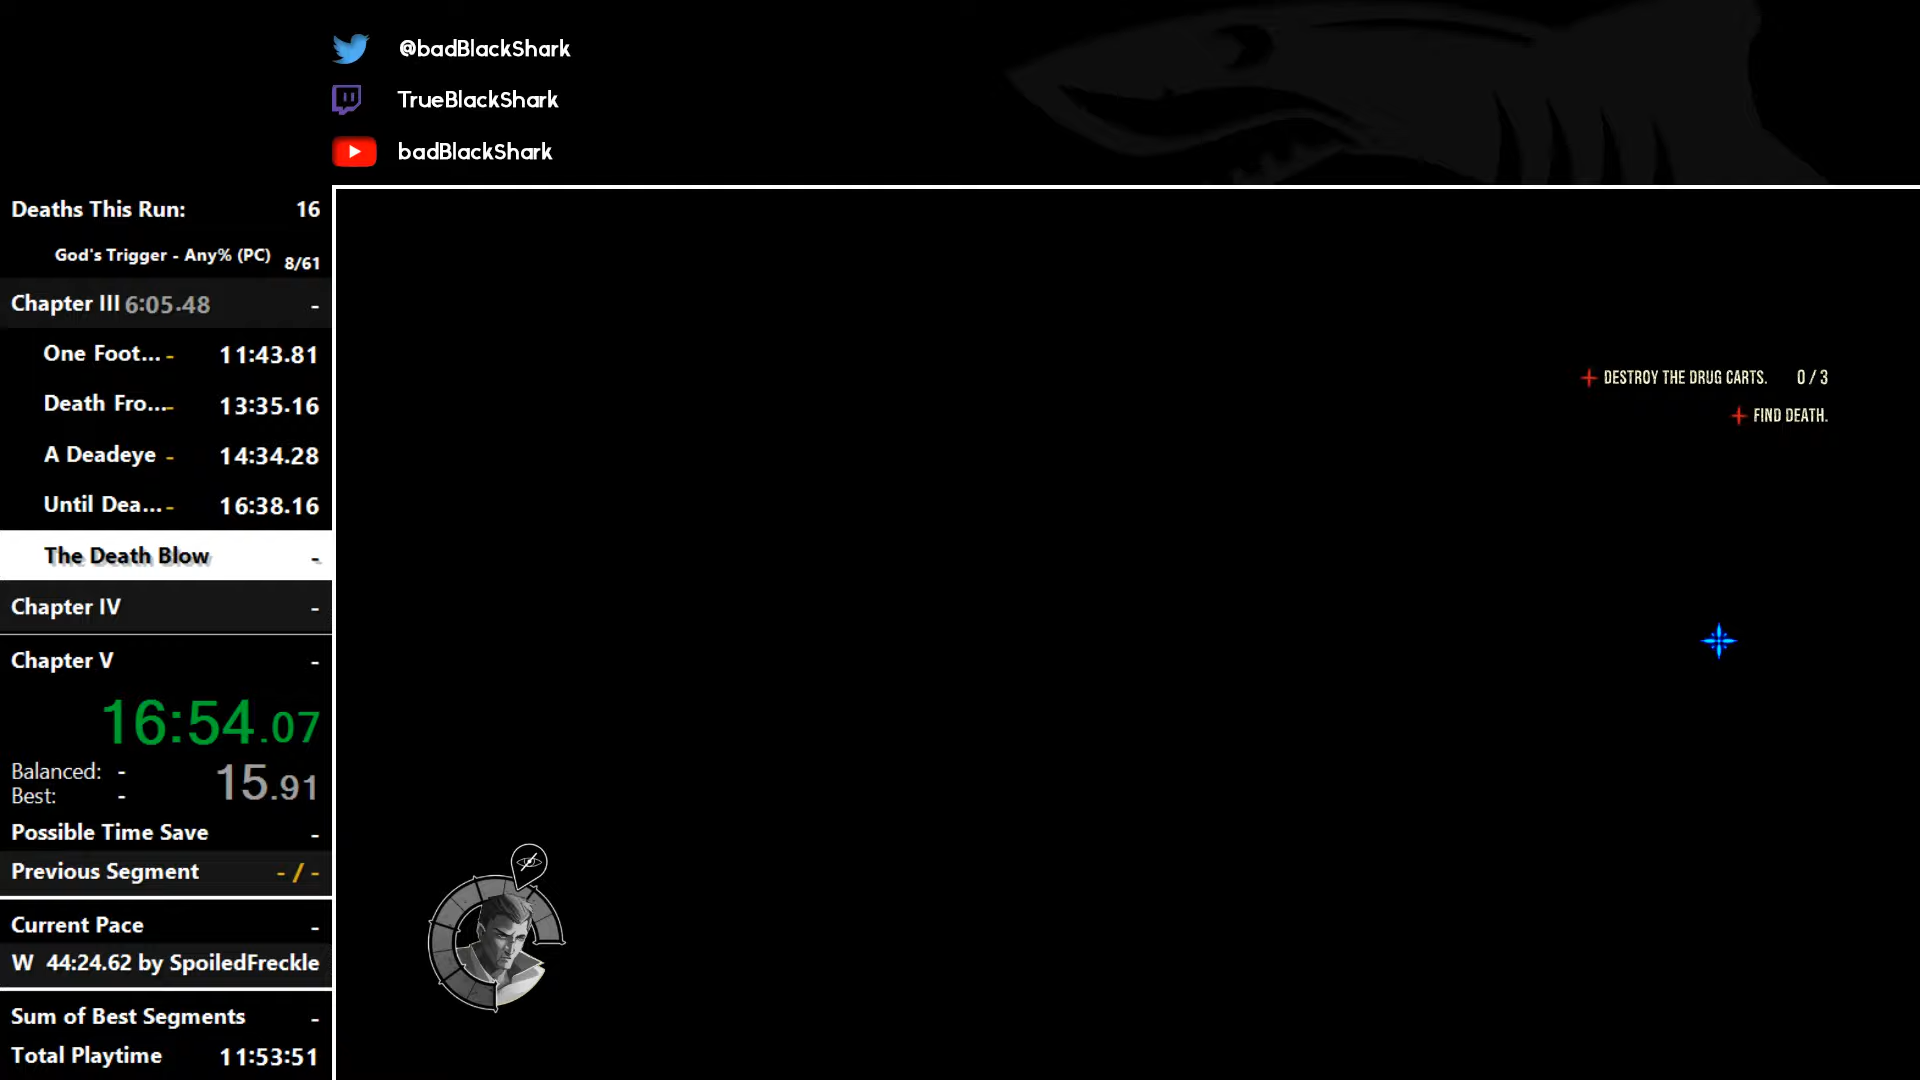 @badBlackShark
TrueBlackShark
badBlackShark
Deaths This Run: 16
God's Trigger - Any% (PC) 8/61
Chapter III 6:05.48 -
One Foot... - 11:43.81
Death Fro...- 13:35.16
A Deadeye - 14:34.28
Until Dea...- 16:38.16
The Death Blow -
Chapter IV -
Chapter V -
16:54.07
Balanced: - 15.91
Best: -
Possible Time Save -
Previous Segment - / -
Current Pace -
W 44:24.62 by SpoiledFreckle
Sum of Best Segments -
Total Playtime 11:53:51
DESTROY THE DRUG CARTS. 0 / 3
FIND DEATH.